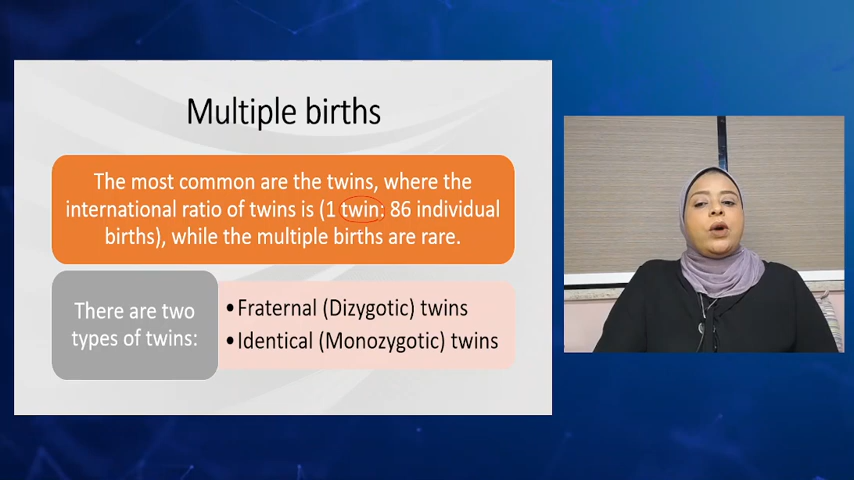 Multiple births
The most common are the twins, where the
international ratio of twins is (1 twin: 86 individual
births), while the multiple births are rare.
There are two
types of twins:
• Fraternal (Dizygotic) twins
• Identical (Monozygotic) twins